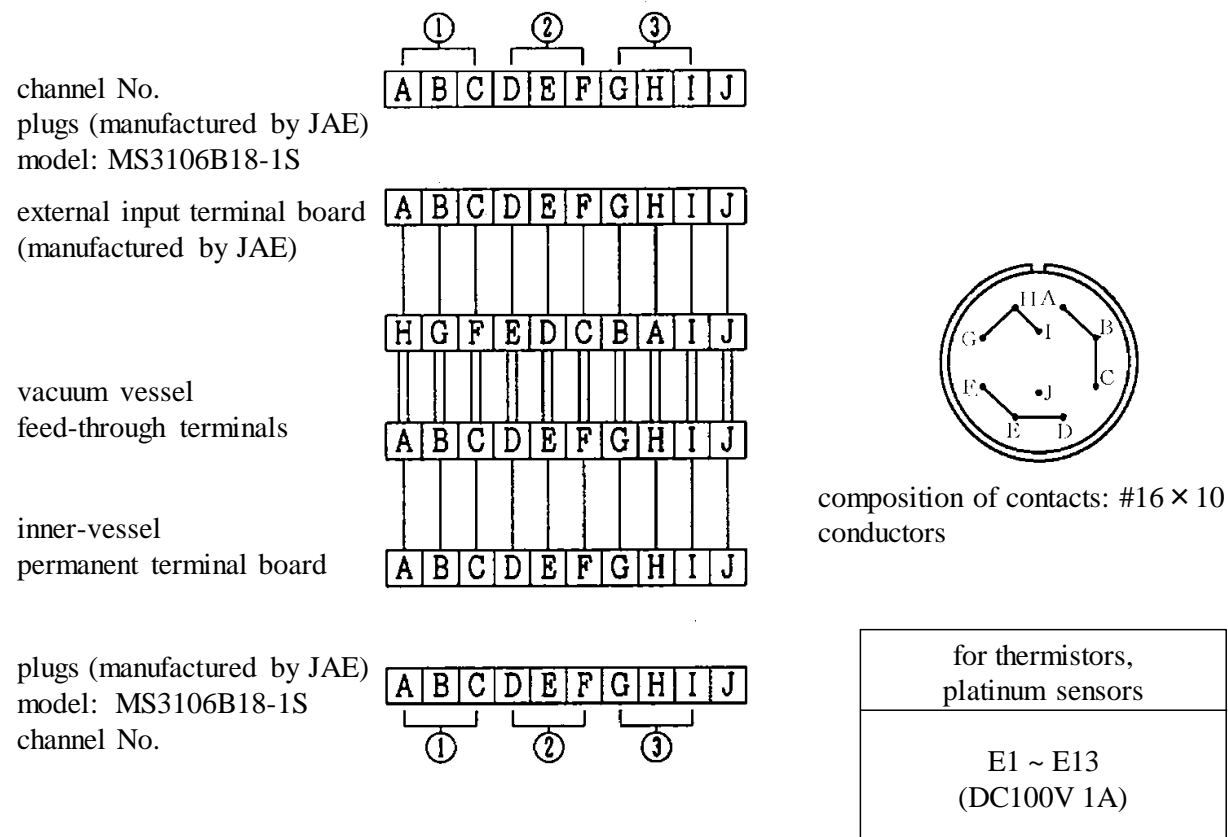 ① ② ③
channel No.
A B C D E F G H I J
plugs (manufactured by JAE)
model: MS3106B18-1S
external input terminal board
A B C D E F G H I J
(manufactured by JAE)
H G F E D C B A I J
vacuum vessel
feed-through terminals
A B C D E F G H I J
inner-vessel
permanent terminal board
A B C D E F G H I J
plugs (manufactured by JAE)
A B C D E F G H I J
model: MS3106B18-1S
channel No.
① ② ③
H A
G I B
F J C
E D
composition of contacts: #16 × 10
conductors
for thermistors,
platinum sensors
E1 ~ E13
(DC100V 1A)